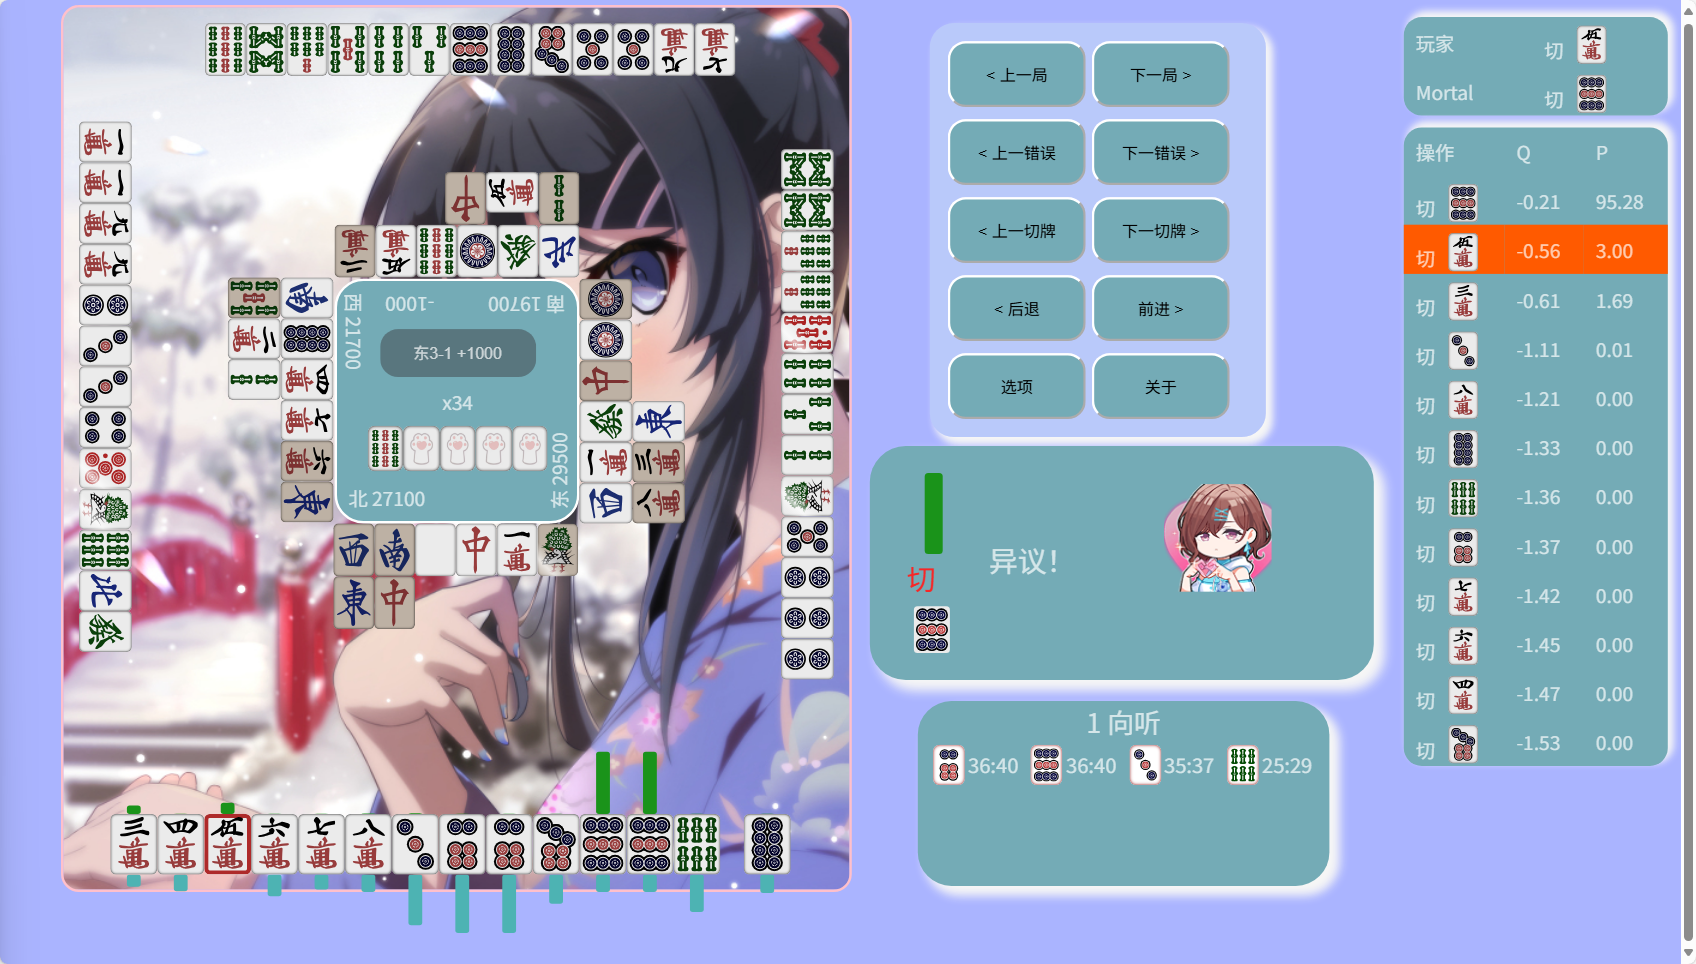 西 21700
-1000
南 19700
东3-1 +1000
x34
北 27100
东 29500
< 上一局
下一局 >
< 上一错误
下一错误 >
< 上一切牌
下一切牌 >
< 后退
前进 >
选项
关于
切
异议！
1 向听
36:40
36:40
35:37
25:29
玩家 切
Mortal 切
操作 Q P
切 -0.21 95.28
切 -0.56 3.00
切 -0.61 1.69
切 -1.11 0.01
切 -1.21 0.00
切 -1.33 0.00
切 -1.36 0.00
切 -1.37 0.00
切 -1.42 0.00
切 -1.45 0.00
切 -1.47 0.00
切 -1.53 0.00